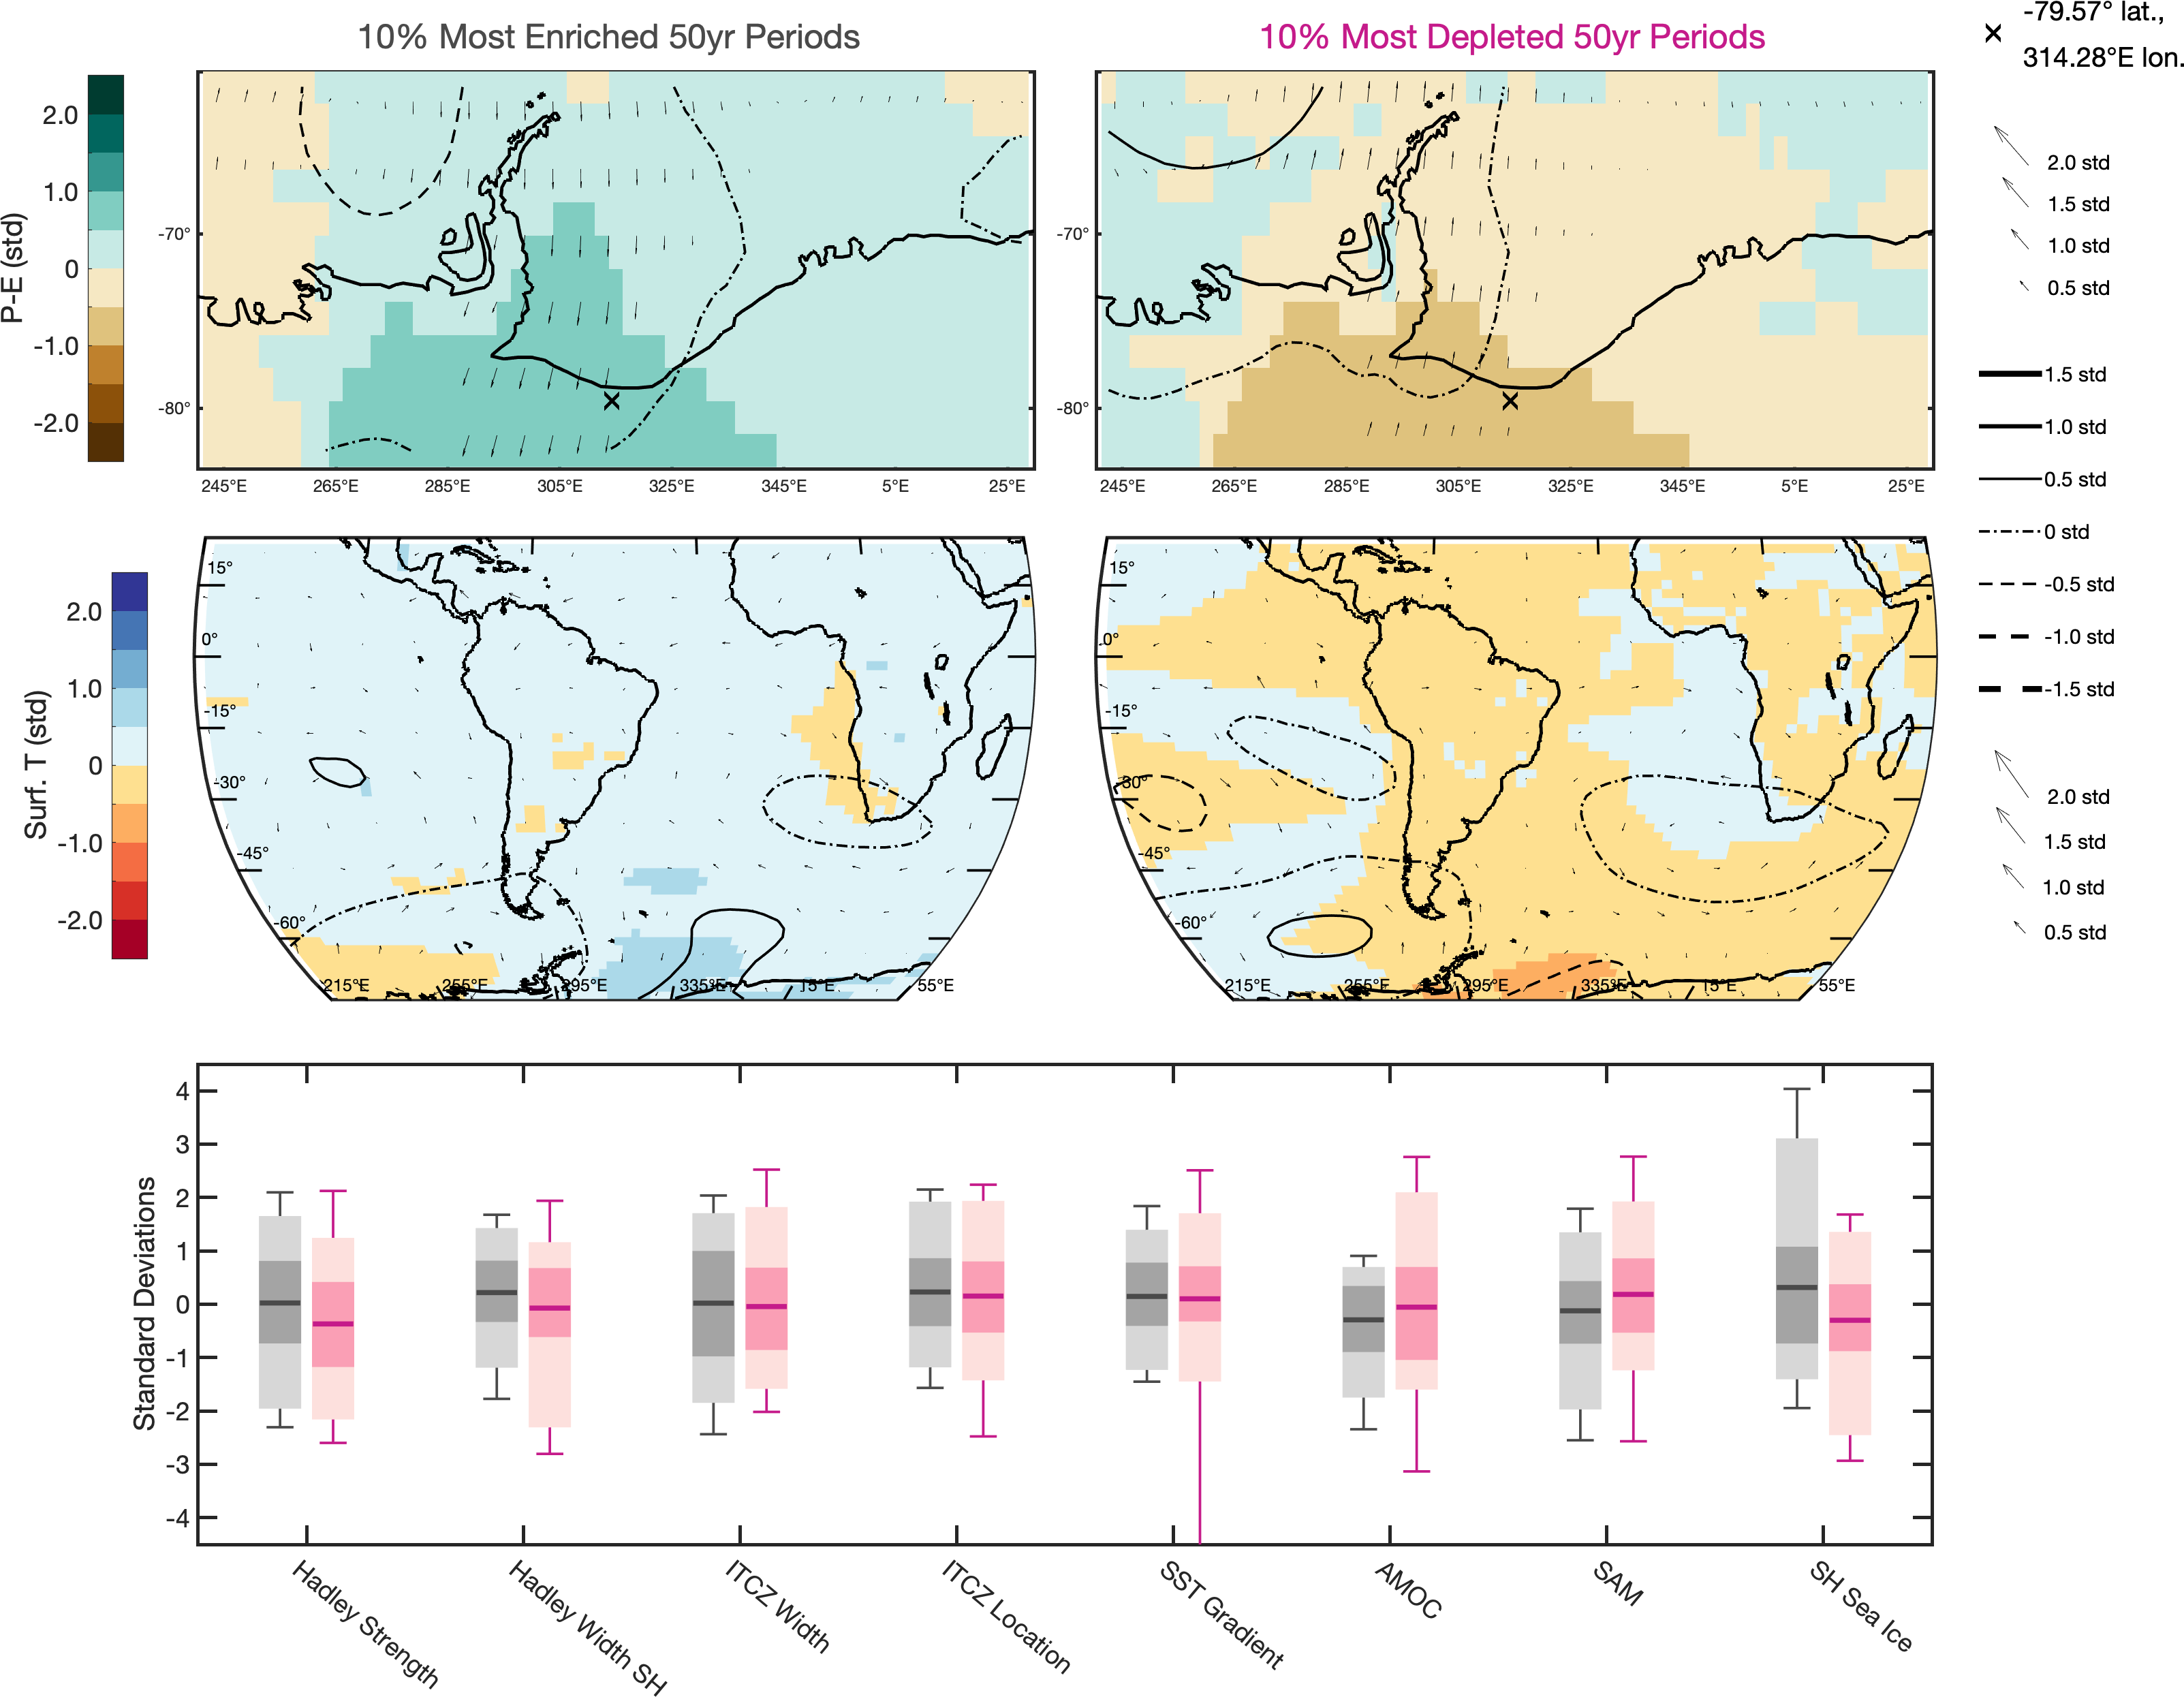 10% Most Enriched 50yr Periods
10% Most Depleted 50yr Periods
-79.57° lat.,
314.28°E lon.
P-E (std)
2.0
1.0
0
-1.0
-2.0
-70°
-80°
245°E 265°E 285°E 305°E 325°E 345°E 5°E 25°E
-70°
-80°
245°E 265°E 285°E 305°E 325°E 345°E 5°E 25°E
2.0 std
1.5 std
1.0 std
0.5 std
1.5 std
1.0 std
0.5 std
0 std
-0.5 std
-1.0 std
-1.5 std
Surf. T (std)
2.0
1.0
0
-1.0
-2.0
15°
0°
-15°
-30°
-45°
-60°
215°E 255°E 295°E 335°E 15°E 55°E
15°
0°
-15°
-30°
-45°
-60°
215°E 255°E 295°E 335°E 15°E 55°E
2.0 std
1.5 std
1.0 std
0.5 std
Standard Deviations
4
3
2
1
0
-1
-2
-3
-4
Hadley Strength
Hadley Width SH
ITCZ Width
ITCZ Location
SST Gradient
AMOC
SAM
SH Sea Ice